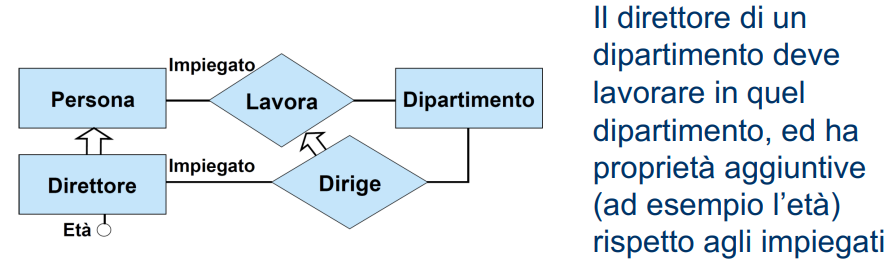 Impiegato
Persona
Lavora
Dipartimento
Impiegato
Direttore
Dirige
Età
Il direttore di un
dipartimento deve
lavorare in quel
dipartimento, ed ha
proprietà aggiuntive
(ad esempio l’età)
rispetto agli impiegati